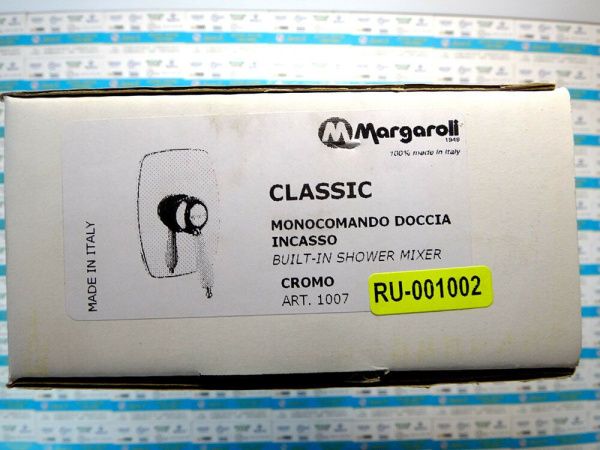 Margaroli
1949
100% made in Italy
CLASSIC
MONOCOMANDO DOCCIA
INCASSO
BUILT-IN SHOWER MIXER
CROMO
ART. 1007
RU-001002
MADE IN ITALY